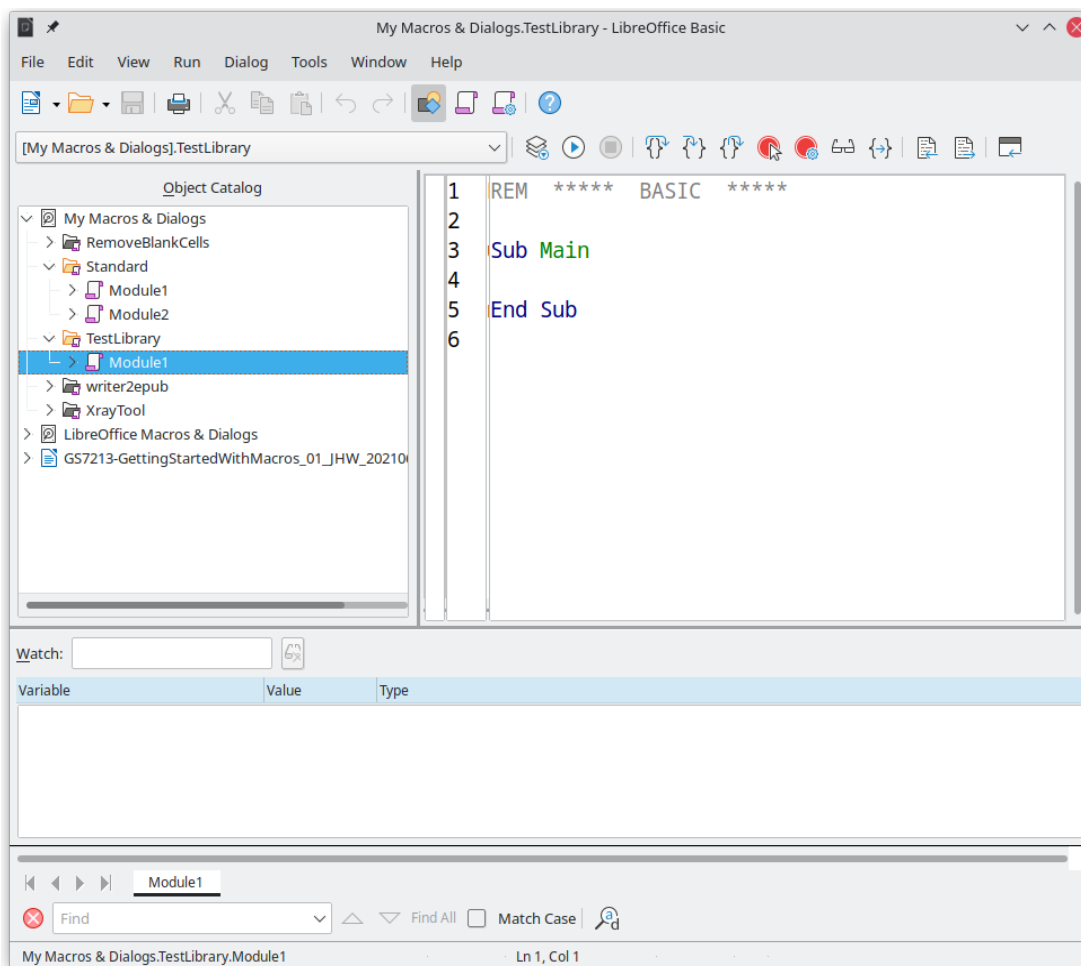 My Macros & Dialogs.TestLibrary - LibreOffice Basic
File Edit View Run Dialog Tools Window Help
[My Macros & Dialogs].TestLibrary
Object Catalog
My Macros & Dialogs
RemoveBlankCells
Standard
Module1
Module2
TestLibrary
Module1
writer2epub
XrayTool
LibreOffice Macros & Dialogs
GS7213-GettingStartedWithMacros_01_JHW_20210
1 REM ***** BASIC *****
2
3 Sub Main
4
5 End Sub
6
Watch:
Variable Value Type
Module1
Find Find All Match Case
My Macros & Dialogs.TestLibrary.Module1 Ln 1, Col 1